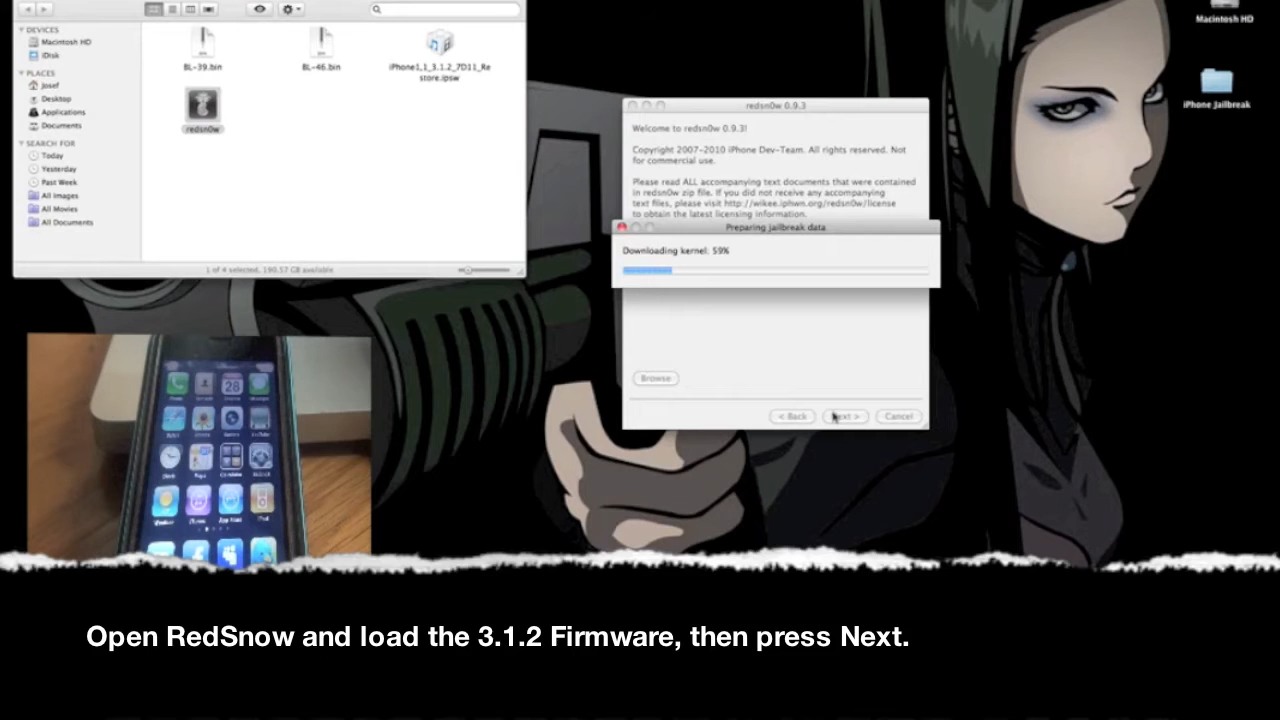 DEVICES
Macintosh HD
iDisk
PLACES
Josef
Desktop
Applications
Documents
SEARCH FOR
Today
Yesterday
Past Week
All Images
All Movies
All Documents
BL-39.bin
BL-46.bin
iPhone1,1_3.1.2_7D11_Re
store.ipsw
redsn0w
1 of 4 selected, 190.57 GB available
Macintosh HD
iPhone Jailbreak
redsn0w 0.9.3
Welcome to redsn0w 0.9.3!
Copyright 2007-2010 iPhone Dev-Team. All rights reserved. Not
for commercial use.
Please read ALL accompanying text documents that were contained
in redsn0w zip file. If you did not receive any accompanying
text files, please visit http://wikee.iphwn.org/redsn0w/license
to obtain the latest licensing information.
Preparing jailbreak data
Downloading kernel: 59%
Browse
< Back
Next >
Cancel
28
Open RedSnow and load the 3.1.2 Firmware, then press Next.